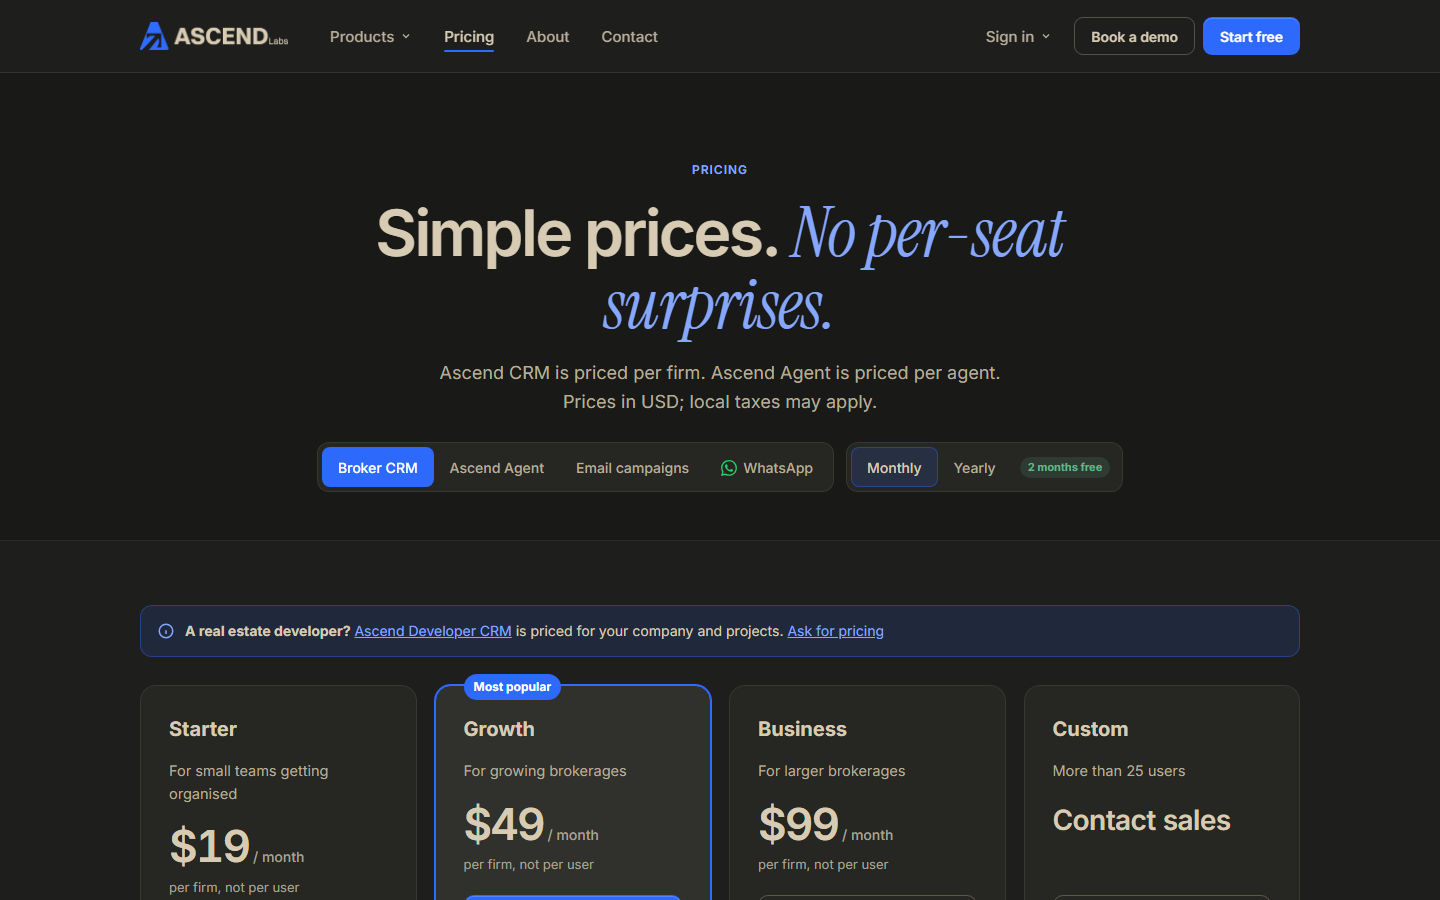 ASCEND Labs
Products
Pricing
About
Contact
Sign in
Book a demo
Start free
PRICING
Simple prices. No per-seat
surprises.
Ascend CRM is priced per firm. Ascend Agent is priced per agent.
Prices in USD; local taxes may apply.
Broker CRM
Ascend Agent
Email campaigns
WhatsApp
Monthly
Yearly
2 months free
A real estate developer? Ascend Developer CRM is priced for your company and projects. Ask for pricing
Starter
For small teams getting
organised
$19 / month
per firm, not per user
Most popular
Growth
For growing brokerages
$49 / month
per firm, not per user
Business
For larger brokerages
$99 / month
per firm, not per user
Custom
More than 25 users
Contact sales